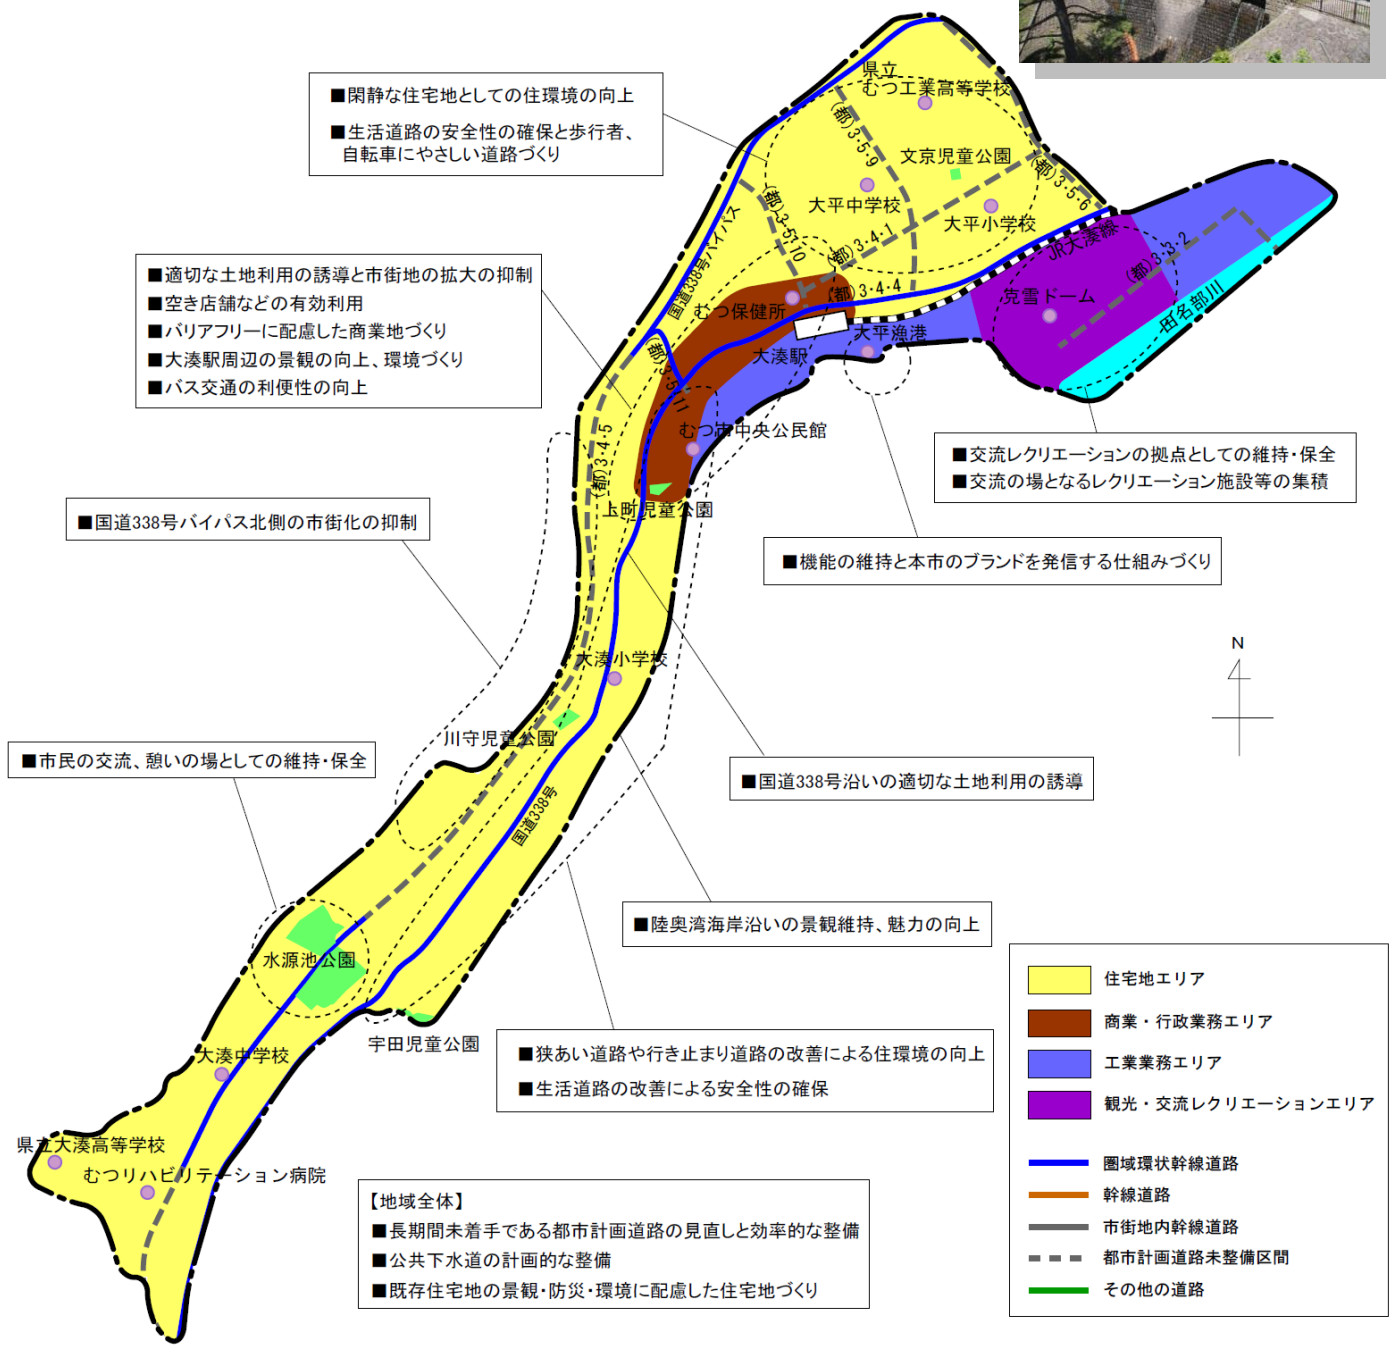 ■閑静な住宅地としての住環境の向上
■生活道路の安全性の確保と歩行者、
自転車にやさしい道路づくり
県立
むつ工業高等学校
(都)3・5・9
文京児童公園
(都)3・5・6
大平中学校
大平小学校
(都)3・5・10
(都)3・4・1
国道338号バイパス
JR大湊線
(都)3・3・2
田名部川
克雪ドーム
(都)3・4・4
むつ保健所
大平漁港
大湊駅
■適切な土地利用の誘導と市街地の拡大の抑制
■空き店舗などの有効利用
■バリアフリーに配慮した商業地づくり
■大湊駅周辺の景観の向上、環境づくり
■バス交通の利便性の向上
(都)3・5・11
むつ市中央公民館
(都)3・4・5
上町児童公園
■交流レクリエーションの拠点としての維持・保全
■交流の場となるレクリエーション施設等の集積
■国道338号バイパス北側の市街化の抑制
■機能の維持と本市のブランドを発信する仕組みづくり
N
大湊小学校
川守児童公園
■市民の交流、憩いの場としての維持・保全
■国道338号沿いの適切な土地利用の誘導
国道338号
■陸奥湾海岸沿いの景観維持、魅力の向上
水源池公園
宇田児童公園
■狭あい道路や行き止まり道路の改善による住環境の向上
■生活道路の改善による安全性の確保
大湊中学校
県立大湊高等学校
むつリハビリテーション病院
【地域全体】
■長期間未着手である都市計画道路の見直しと効率的な整備
■公共下水道の計画的な整備
■既存住宅地の景観・防災・環境に配慮した住宅地づくり
住宅地エリア
商業・行政業務エリア
工業業務エリア
観光・交流レクリエーションエリア
圏域環状幹線道路
幹線道路
市街地内幹線道路
都市計画道路未整備区間
その他の道路